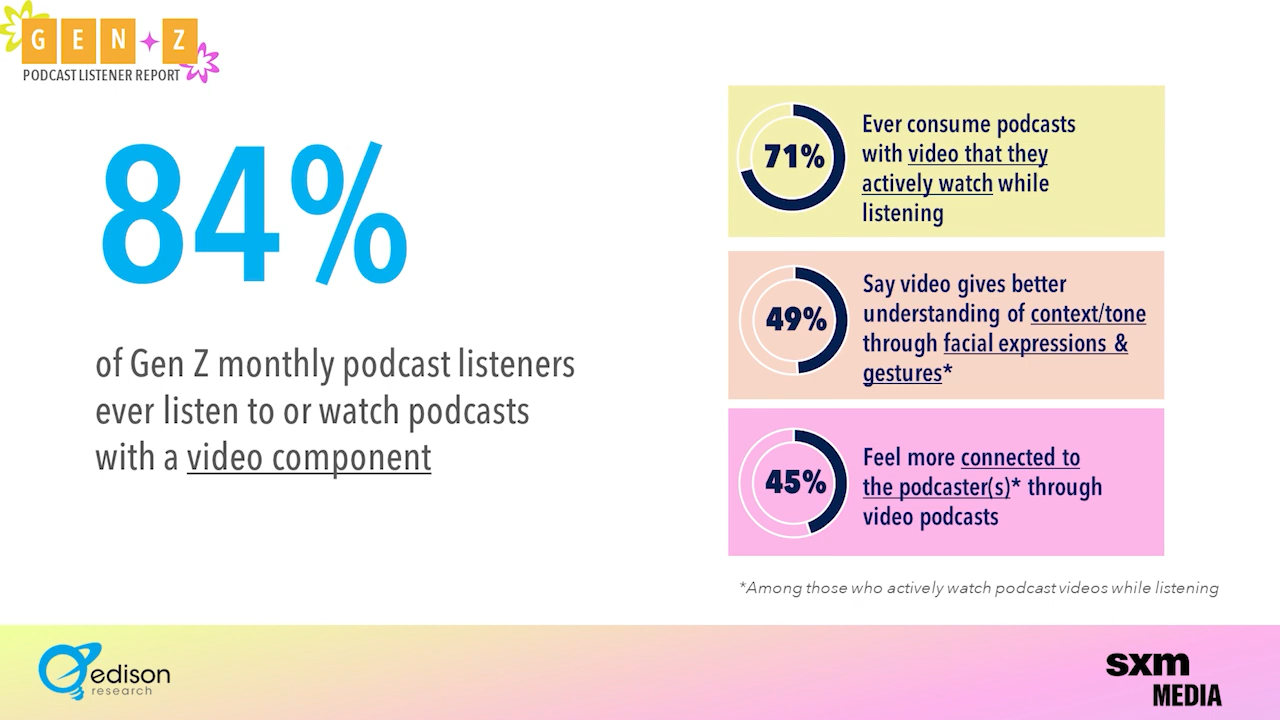 GEN Z
PODCAST LISTENER REPORT
84%
of Gen Z monthly podcast listeners
ever listen to or watch podcasts
with a video component
71%
Ever consume podcasts
with video that they
actively watch while
listening
49%
Say video gives better
understanding of context/tone
through facial expressions &
gestures*
45%
Feel more connected to
the podcaster(s)* through
video podcasts
*Among those who actively watch podcast videos while listening
edison
research
sxm
MEDIA